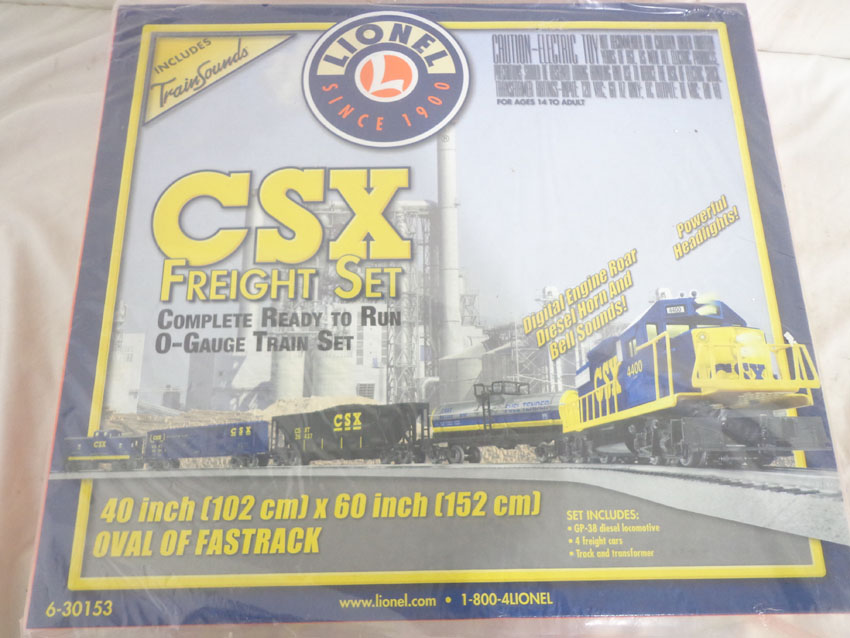 INCLUDES
TrainSounds
LIONEL
L
SINCE 1900
CAUTION-ELECTRIC TOY
FOR AGES 14 TO ADULT
CSX
FREIGHT SET
COMPLETE READY TO RUN
O-GAUGE TRAIN SET
Powerful
Headlights!
Digital Engine Roar
Diesel Horn And
Bell Sounds!
4400
CSX
4400
CSX
CSX
CSX
CSX
40 inch (102 cm) x 60 inch (152 cm)
OVAL OF FASTRACK
SET INCLUDES:
• GP-38 diesel locomotive
• 4 freight cars
• Track and transformer
6-30153
www.lionel.com • 1-800-4LIONEL